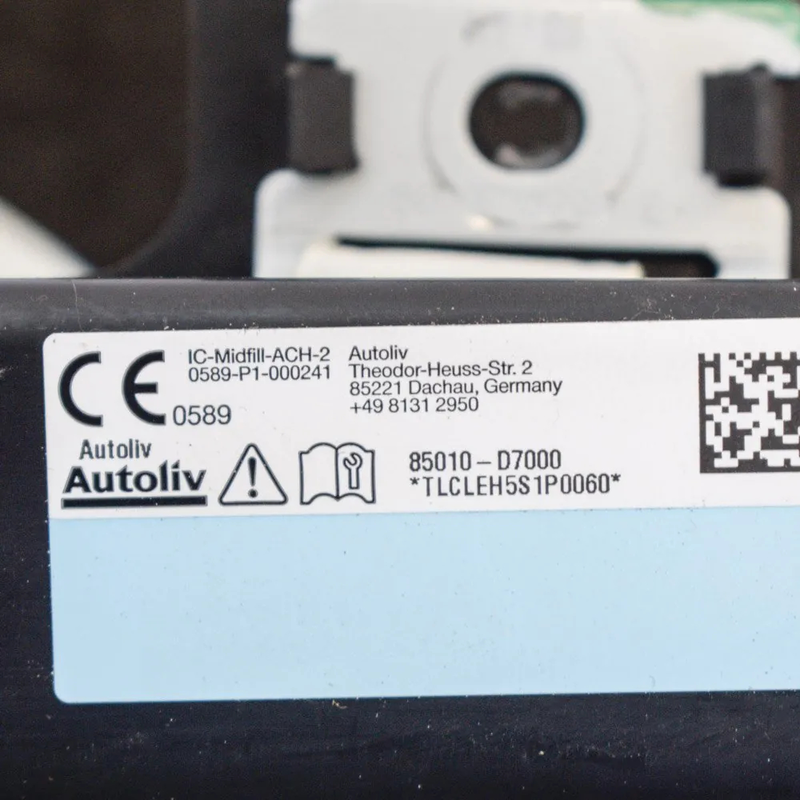 CE 0589
IC-Midfill-ACH-2
0589-P1-000241
Autoliv
Theodor-Heuss-Str. 2
85221 Dachau, Germany
+49 8131 2950
Autoliv
Autoliv
85010-D7000
*TLCLEH5S1P0060*